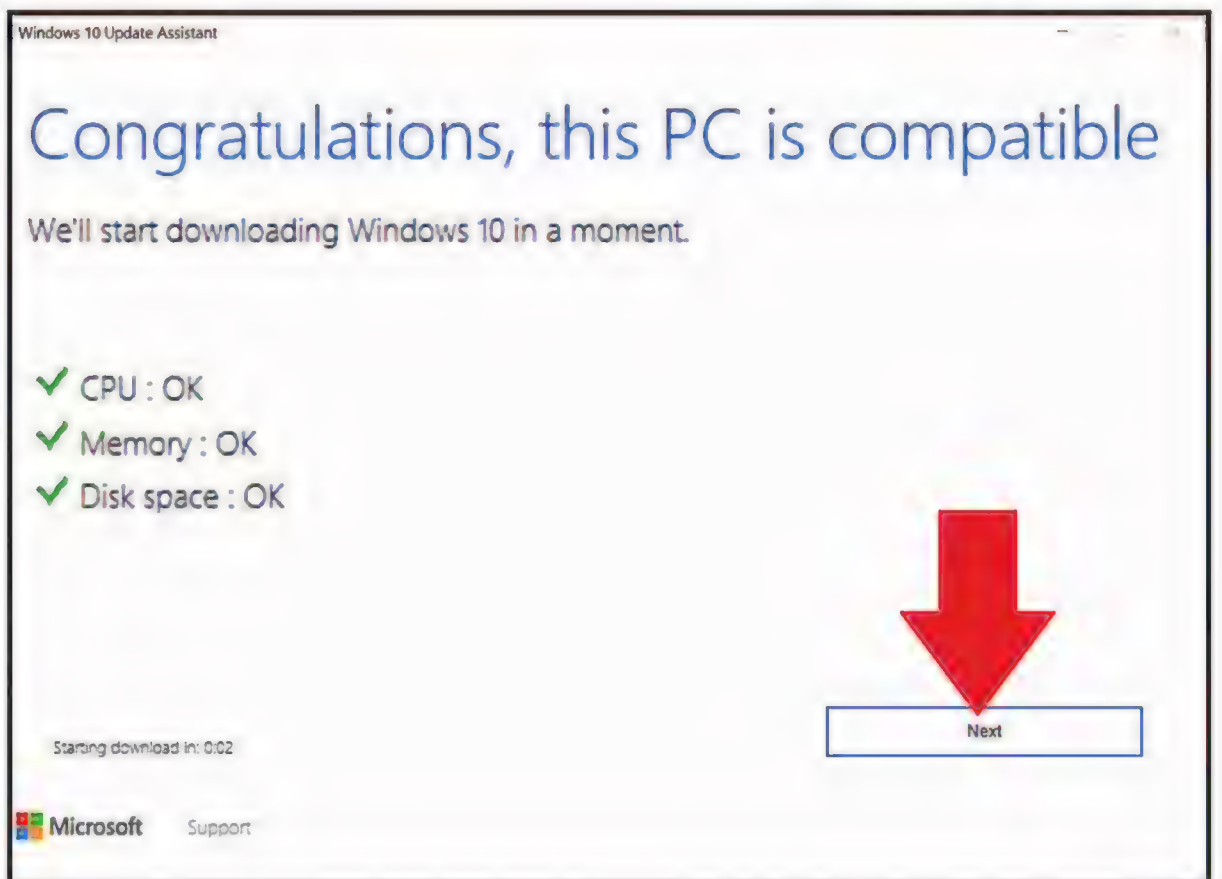 Windows 10 Update Assistant
Congratulations, this PC is compatible
We'll start downloading Windows 10 in a moment.
CPU : OK
Memory : OK
Disk space : OK
Next
Starting download in: 0:02
Microsoft Support